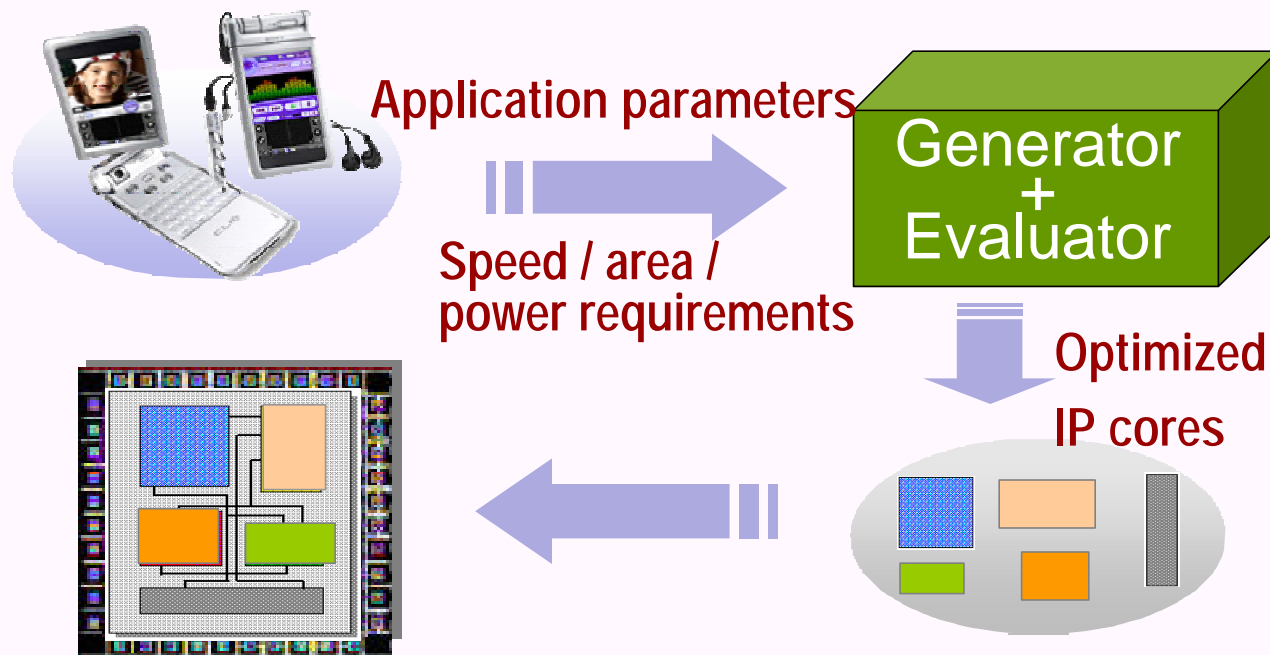 Application parameters
Speed / area /
power requirements
Generator
+
Evaluator
Optimized
IP cores